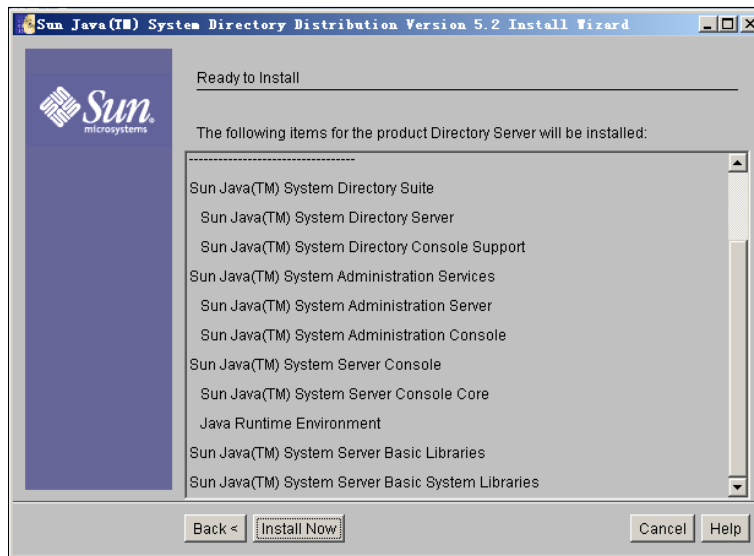 Sun Java(TM) System Directory Distribution Version 5.2 Install Wizard
Sun
microsystems
Ready to Install
The following items for the product Directory Server will be installed:
----------------------------------
Sun Java(TM) System Directory Suite
Sun Java(TM) System Directory Server
Sun Java(TM) System Directory Console Support
Sun Java(TM) System Administration Services
Sun Java(TM) System Administration Server
Sun Java(TM) System Administration Console
Sun Java(TM) System Server Console
Sun Java(TM) System Server Console Core
Java Runtime Environment
Sun Java(TM) System Server Basic Libraries
Sun Java(TM) System Server Basic System Libraries
Back < Install Now Cancel Help